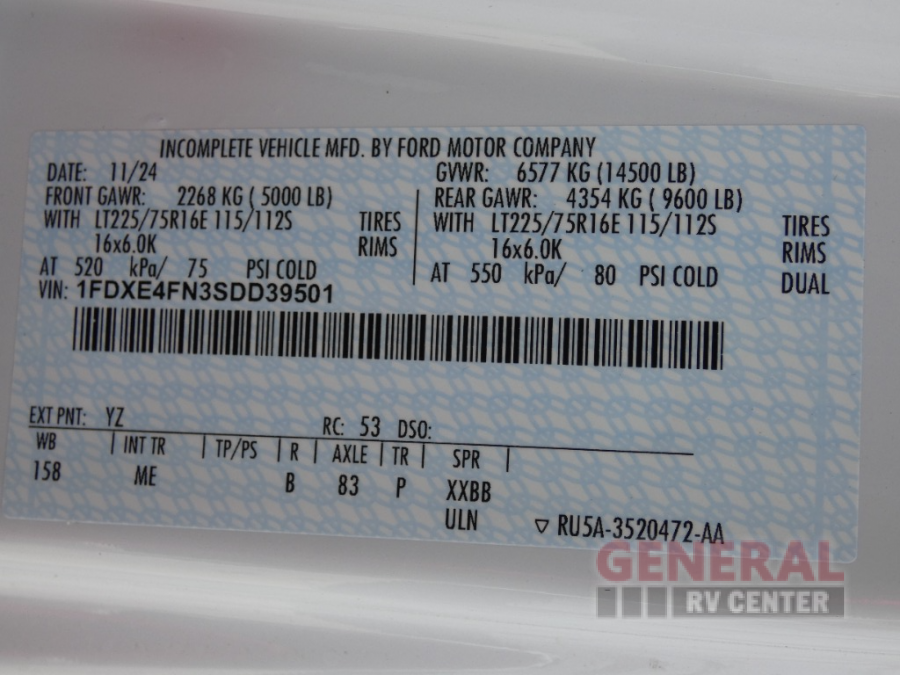 INCOMPLETE VEHICLE MFD. BY FORD MOTOR COMPANY
DATE: 11/24 GVWR: 6577 KG (14500 LB)
FRONT GAWR: 2268 KG (5000 LB) REAR GAWR: 4354 KG (9600 LB)
WITH LT225/75R16E 115/112S TIRES WITH LT225/75R16E 115/112S TIRES
16x6.0K RIMS 16x6.0K RIMS
AT 520 kPa/ 75 PSI COLD AT 550 kPa/ 80 PSI COLD DUAL
VIN: 1FDXE4FN3SDD39501
EXT PNT: YZ RC: 53 DSO:
WB INT TR TP/PS R AXLE TR SPR
158 ME B 83 P XXBB
ULN ▽ RU5A-3520472-AA
GENERAL
RV CENTER